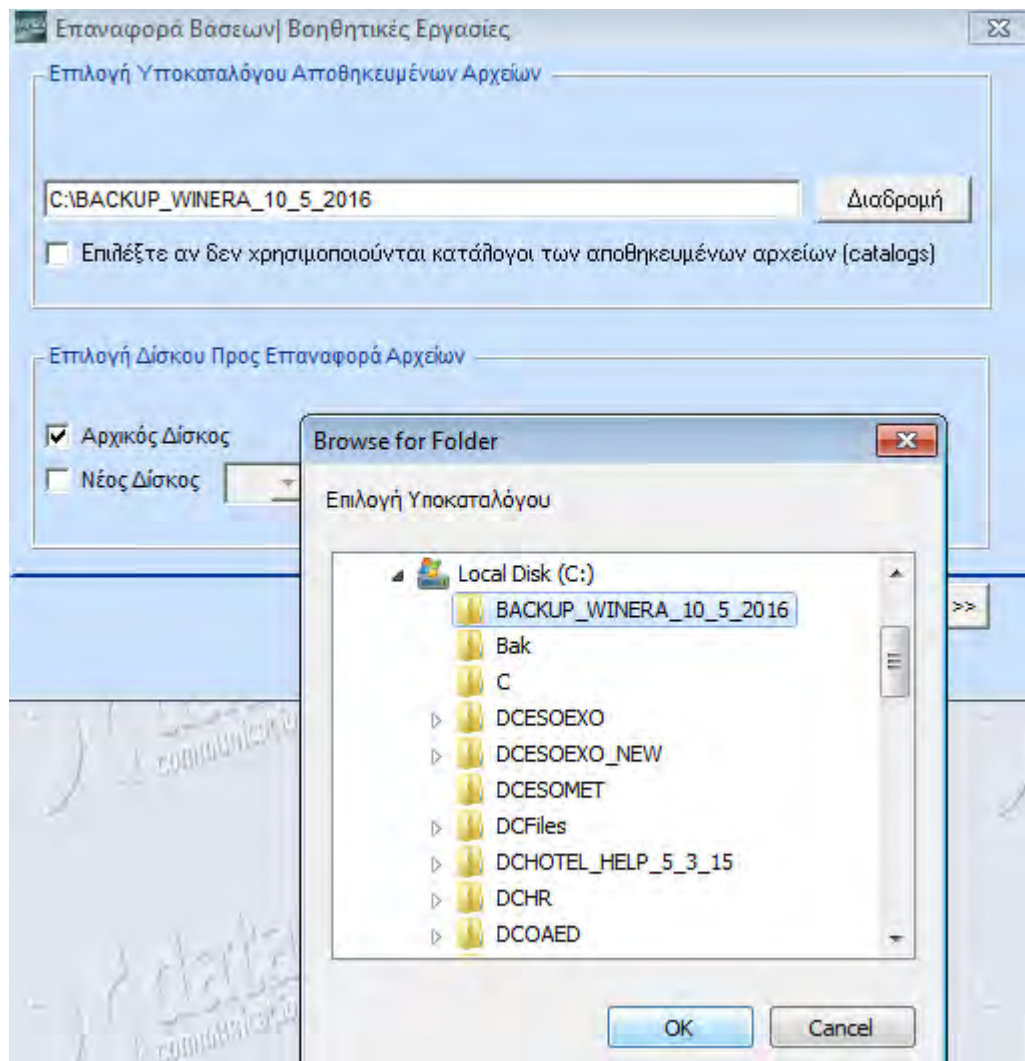 Επαναφορά Βάσεων| Βοηθητικές Εργασίες
Επιλογή Υποκαταλόγου Αποθηκευμένων Αρχείων
C:\BACKUP_WINERA_10_5_2016
Διαδρομή
Επιλέξτε αν δεν χρησιμοποιούνται κατάλογοι των αποθηκευμένων αρχείων (catalogs)
Επιλογή Δίσκου Προς Επαναφορά Αρχείων
Αρχικός Δίσκος
Νέος Δίσκος
>>
Browse for Folder
Επιλογή Υποκαταλόγου
Local Disk (C:)
BACKUP_WINERA_10_5_2016
Bak
C
DCESOEXO
DCESOEXO_NEW
DCESOMET
DCFiles
DCHOTEL_HELP_5_3_15
DCHR
DCOAED
OK
Cancel